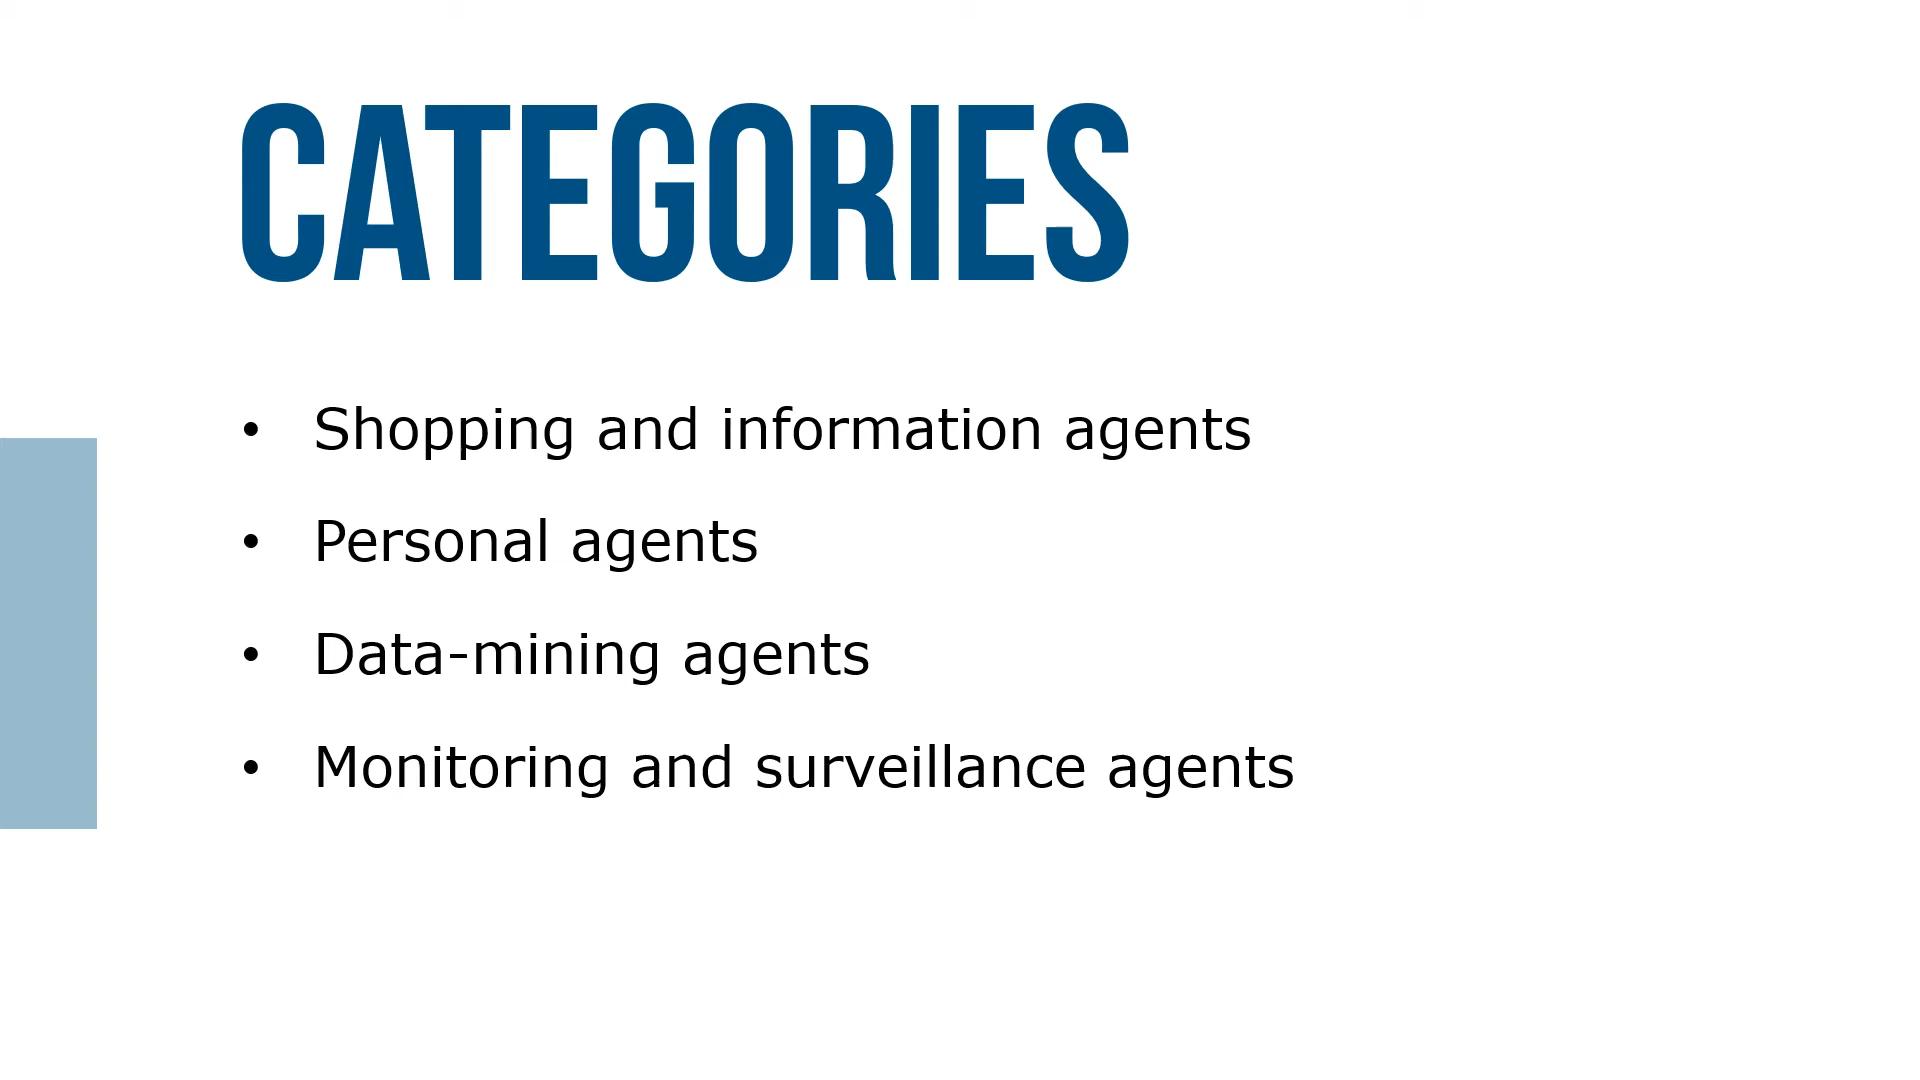 CATEGORIES
• Shopping and information agents
• Personal agents
• Data-mining agents
• Monitoring and surveillance agents